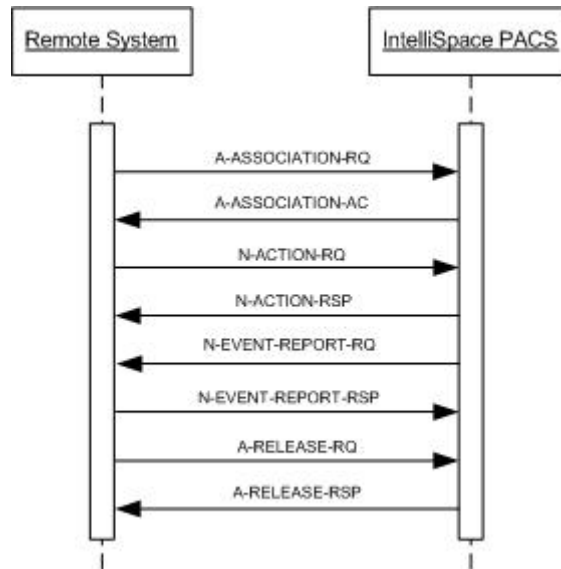 Remote System
IntelliSpace PACS
A-ASSOCIATION-RQ
A-ASSOCIATION-AC
N-ACTION-RQ
N-ACTION-RSP
N-EVENT-REPORT-RQ
N-EVENT-REPORT-RSP
A-RELEASE-RQ
A-RELEASE-RSP